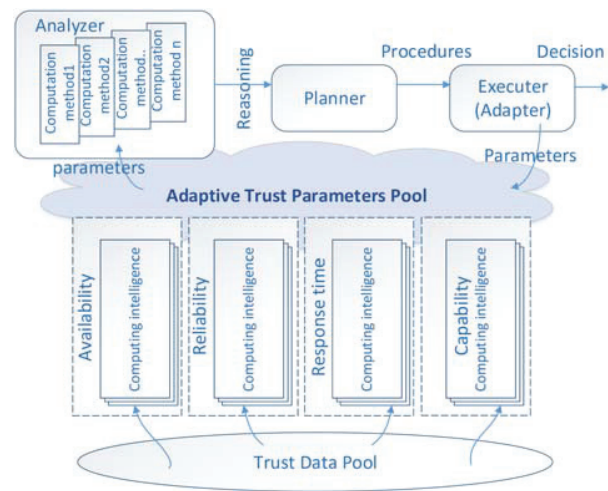 Analyzer
Computation
method1
Computation
method2
Computation
method...
Computation
method n
Reasoning
Planner
Procedures
Executer
(Adapter)
Decision
parameters
Parameters
Adaptive Trust Parameters Pool
Availability
Computing intelligence
Reliability
Computing intelligence
Response time
Computing intelligence
Capability
Computing intelligence
Trust Data Pool